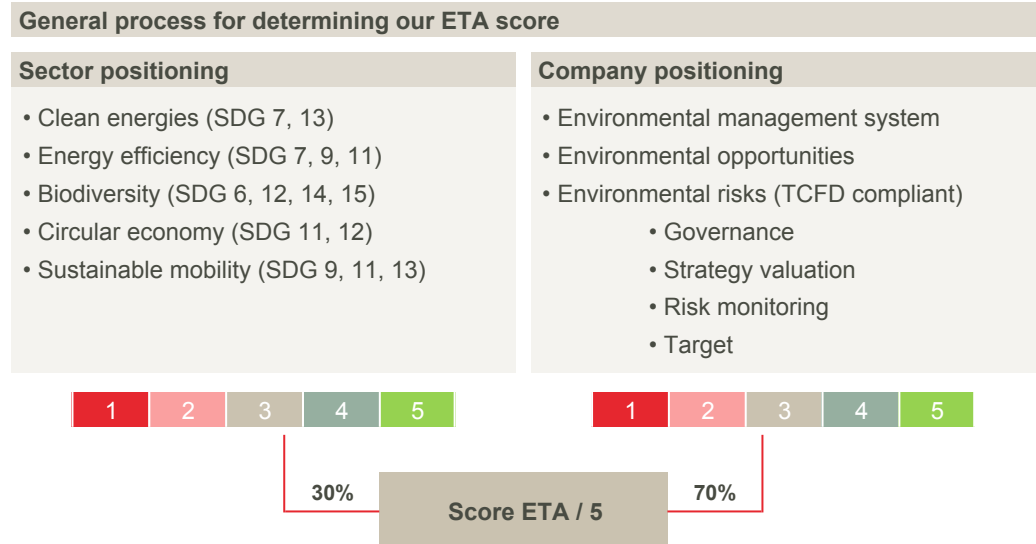 General process for determining our ETA score
Sector positioning
• Clean energies (SDG 7, 13)
• Energy efficiency (SDG 7, 9, 11)
• Biodiversity (SDG 6, 12, 14, 15)
• Circular economy (SDG 11, 12)
• Sustainable mobility (SDG 9, 11, 13)
Company positioning
• Environmental management system
• Environmental opportunities
• Environmental risks (TCFD compliant)
• Governance
• Strategy valuation
• Risk monitoring
• Target
1 2 3 4 5
1 2 3 4 5
30%
Score ETA / 5
70%